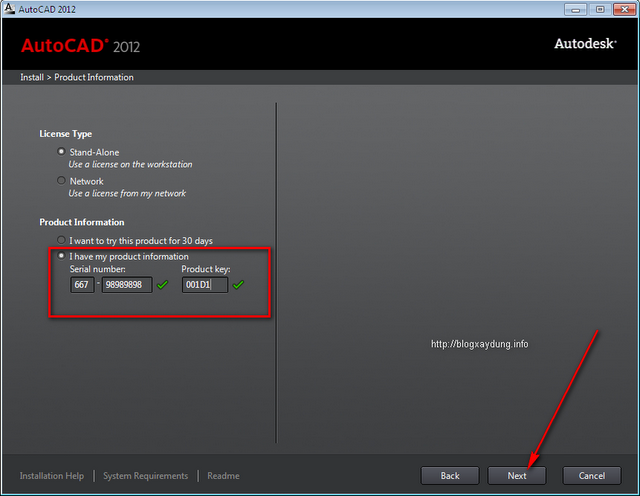 AutoCAD 2012
AUTOCAD® 2012
Autodesk®
Install > Product Information
License Type
Stand-Alone
Use a license on the workstation
Network
Use a license from my network
Product Information
I want to try this product for 30 days
I have my product information
Serial number: Product key:
667 - 98989898 001D1
http://blogxaydung.info
Installation Help System Requirements Readme Back Next Cancel